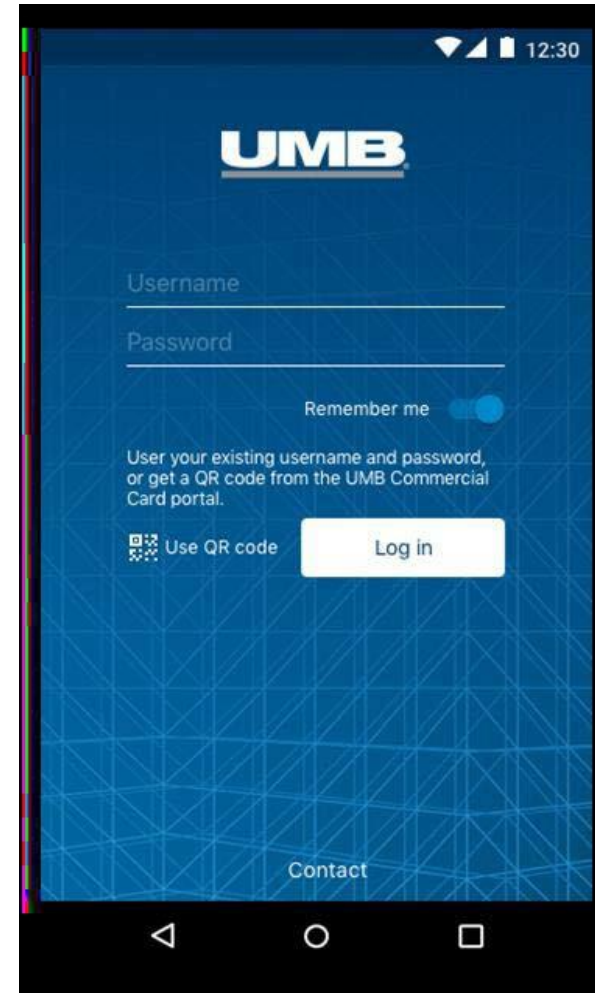 12:30
UMB
Username
Password
Remember me
User your existing username and password,
or get a QR code from the UMB Commercial
Card portal.
Use QR code
Log in
Contact